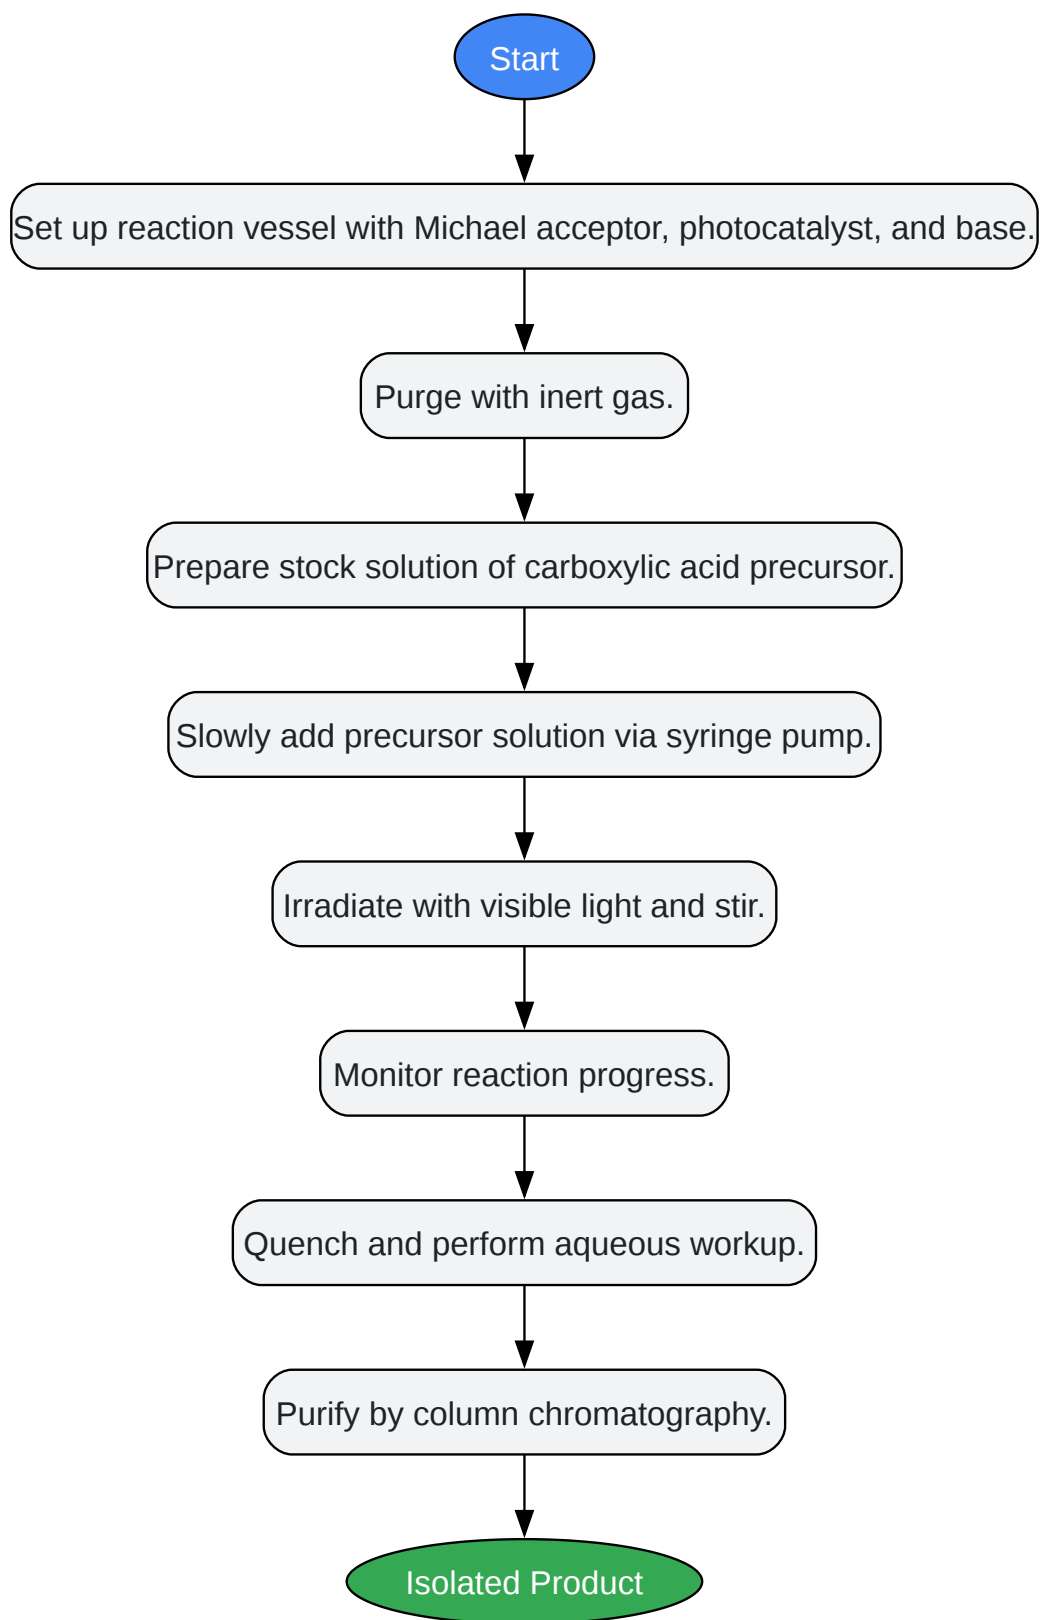 Start
Set up reaction vessel with Michael acceptor, photocatalyst, and base.
Purge with inert gas.
Prepare stock solution of carboxylic acid precursor.
Slowly add precursor solution via syringe pump.
Irradiate with visible light and stir.
Monitor reaction progress.
Quench and perform aqueous workup.
Purify by column chromatography.
Isolated Product